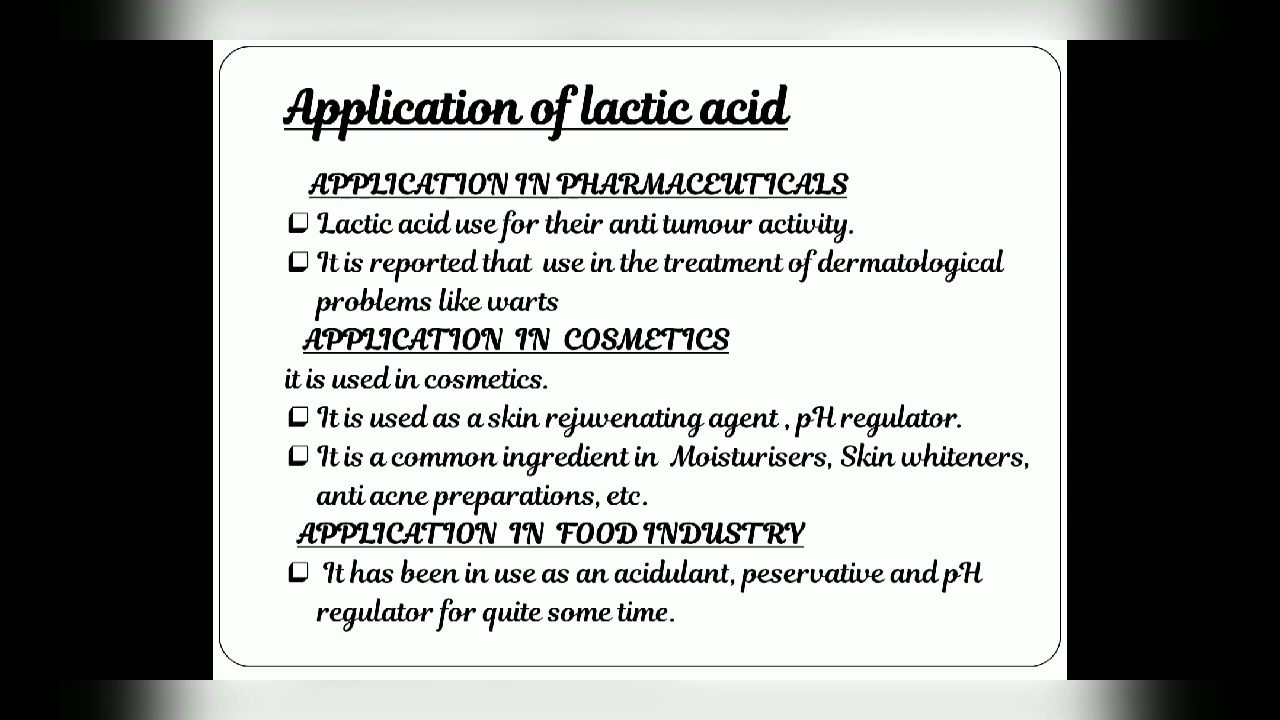 Application of lactic acid
APPLICATION IN PHARMACEUTICALS
Lactic acid use for their anti tumour activity.
It is reported that use in the treatment of dermatological
problems like warts
APPLICATION IN COSMETICS
it is used in cosmetics.
It is used as a skin rejuvenating agent , pH regulator.
It is a common ingredient in Moisturisers, Skin whiteners,
anti acne preparations, etc.
APPLICATION IN FOOD INDUSTRY
It has been in use as an acidulant, peservative and pH
regulator for quite some time.